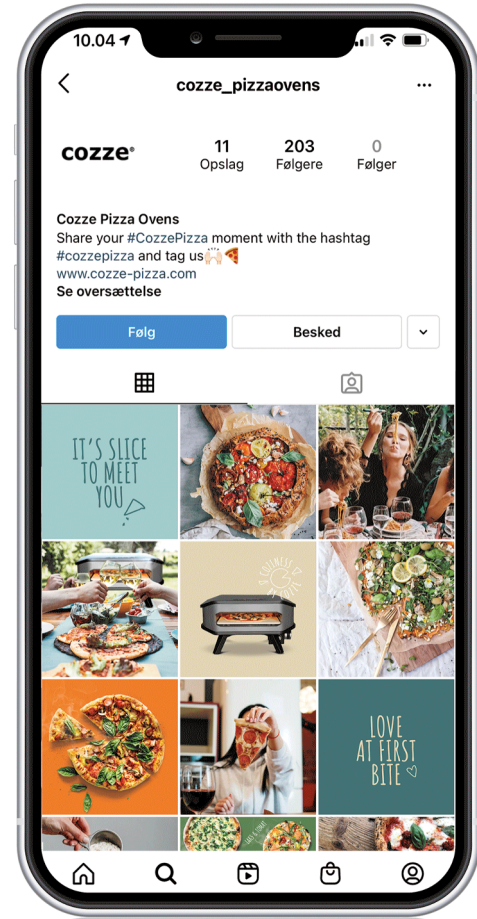 10.04
cozze_pizzaovens
...
cozze®
11
Opslag
203
Følgere
0
Følger
Cozze Pizza Ovens
Share your #CozzePizza moment with the hashtag
#cozzepizza and tag us🙌🏻🍕
www.cozze-pizza.com
Se oversættelse
Følg
Besked
IT'S SLICE
TO MEET
YOU
LOVE
AT FIRST
BITE ♡